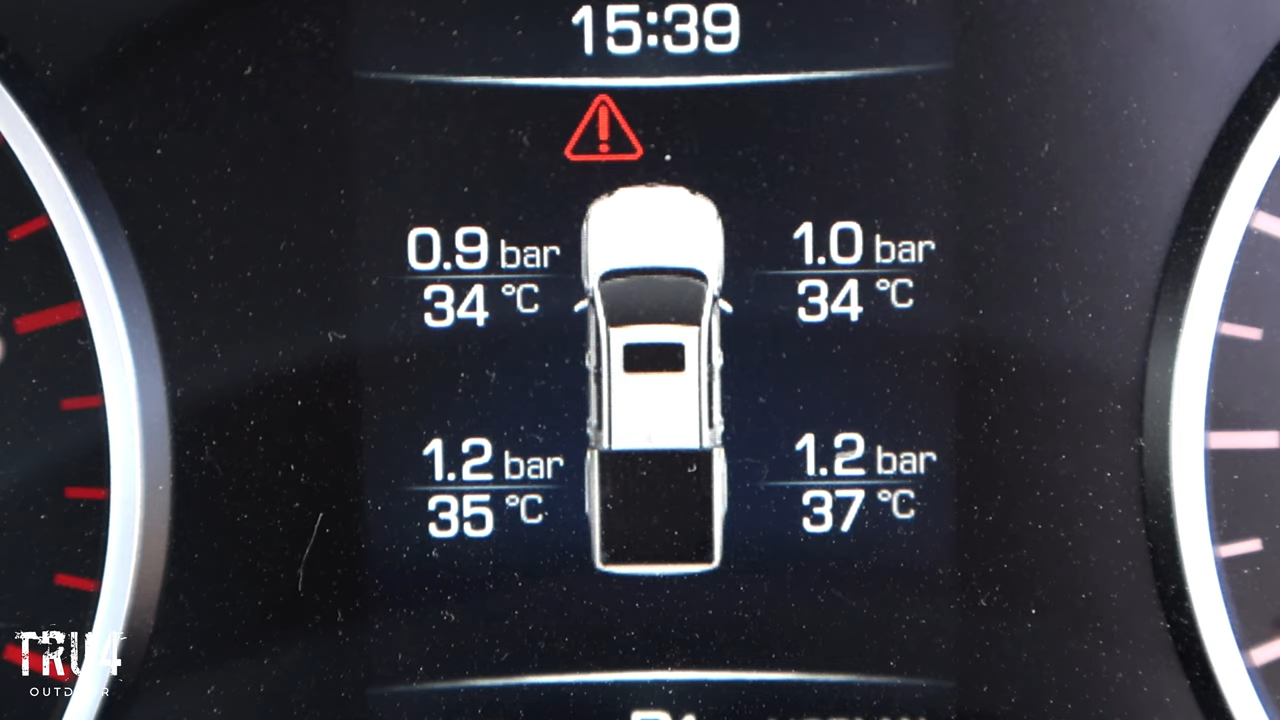 15:39
0.9 bar
34 °C
1.0 bar
34 °C
1.2 bar
35 °C
1.2 bar
37 °C
TRU4
OUTDOOR